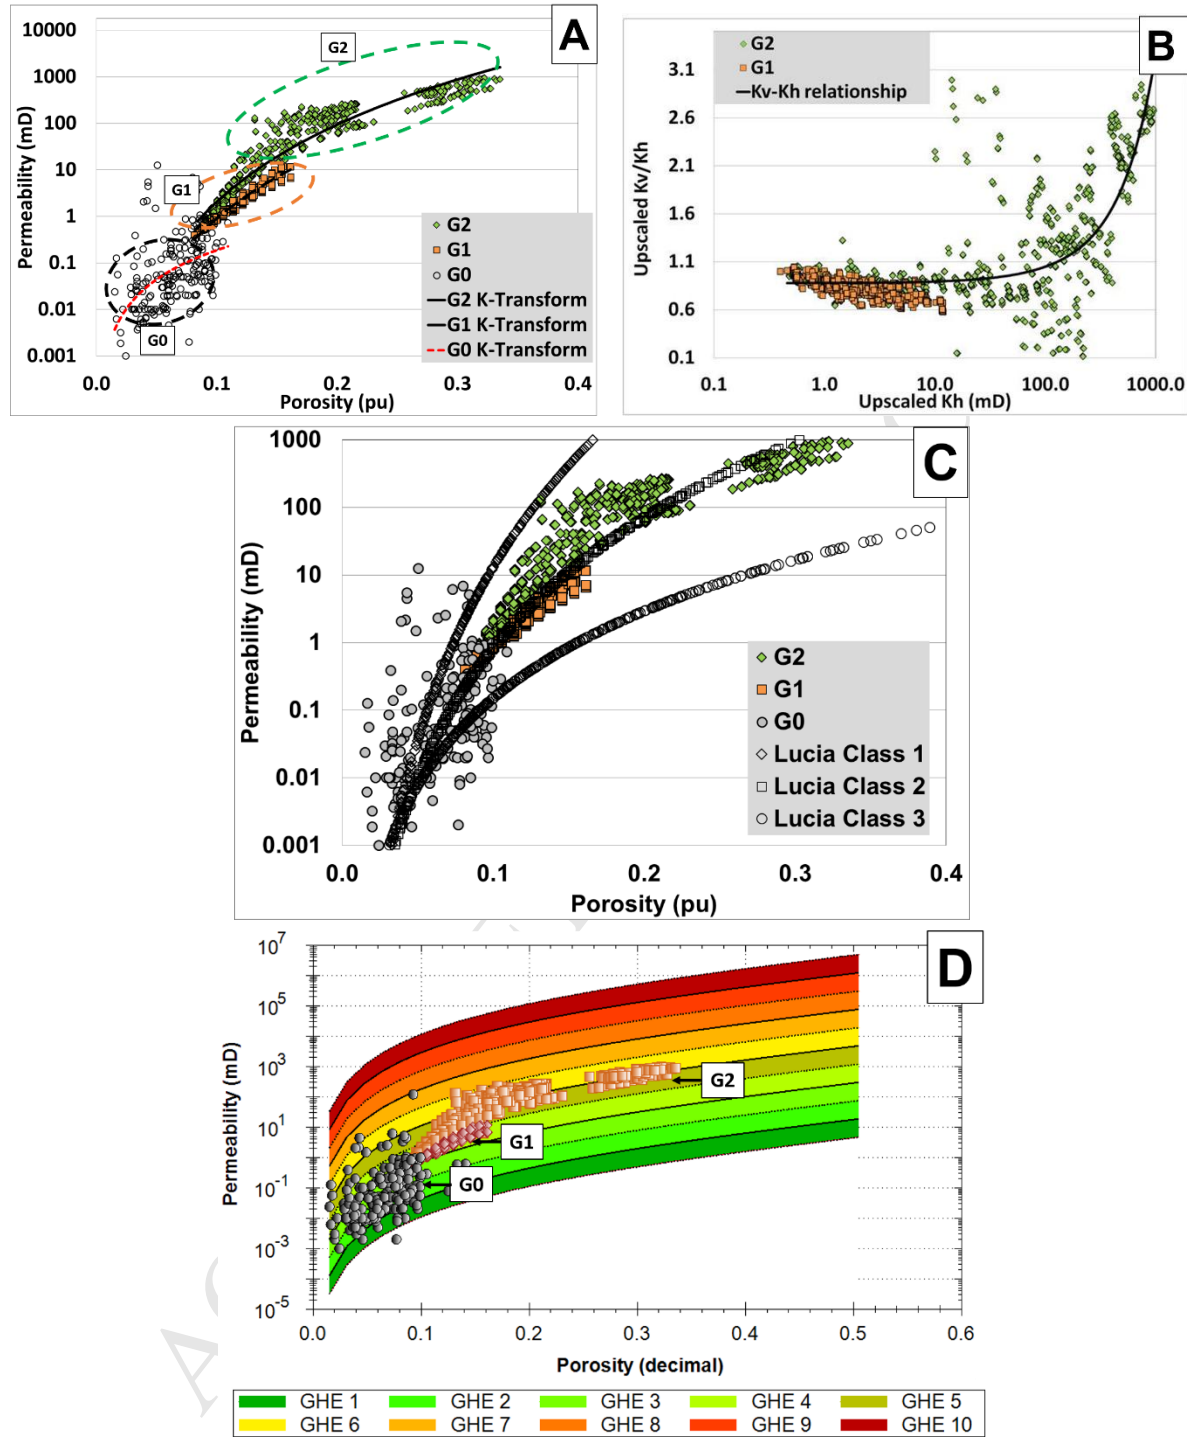 A
10000
1000
100
10
1
0.1
0.01
0.001
Permeability (mD)
G2
G1
G0
G2
G1
G0
G2 K-Transform
G1 K-Transform
G0 K-Transform
0.0 0.1 0.2 0.3 0.4
Porosity (pu)
B
G2
G1
Kv-Kh relationship
3.1
2.6
2.1
1.6
1.1
0.6
0.1
Upscaled Kv/Kh
0.1 1.0 10.0 100.0 1000.0
Upscaled Kh (mD)
C
1000
100
10
1
0.1
0.01
0.001
Permeability (mD)
G2
G1
G0
Lucia Class 1
Lucia Class 2
Lucia Class 3
0.0 0.1 0.2 0.3 0.4
Porosity (pu)
D
10^7
10^5
10^3
10^1
10^-1
10^-3
10^-5
Permeability (mD)
G2
G1
G0
0.0 0.1 0.2 0.3 0.4 0.5 0.6
Porosity (decimal)
GHE 1 GHE 2 GHE 3 GHE 4 GHE 5
GHE 6 GHE 7 GHE 8 GHE 9 GHE 10